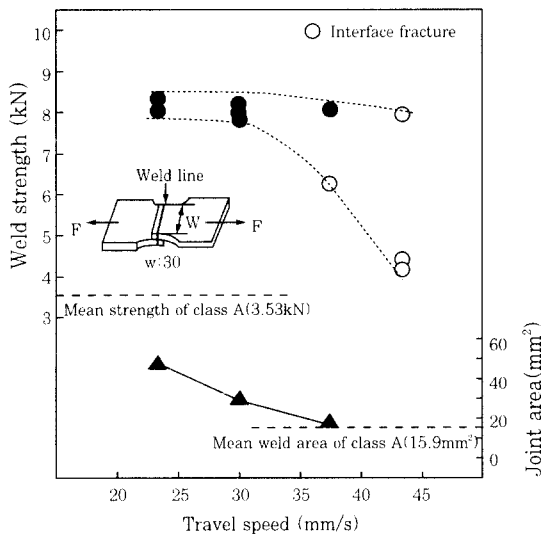 Interface fracture
10
9
8
7
6
5
4
3
Weld strength (kN)
Weld line
F
W
F
w:30
Mean strength of class A(3.53kN)
60
40
20
0
Joint area(mm²)
Mean weld area of class A(15.9mm²)
20 25 30 35 40 45
Travel speed (mm/s)